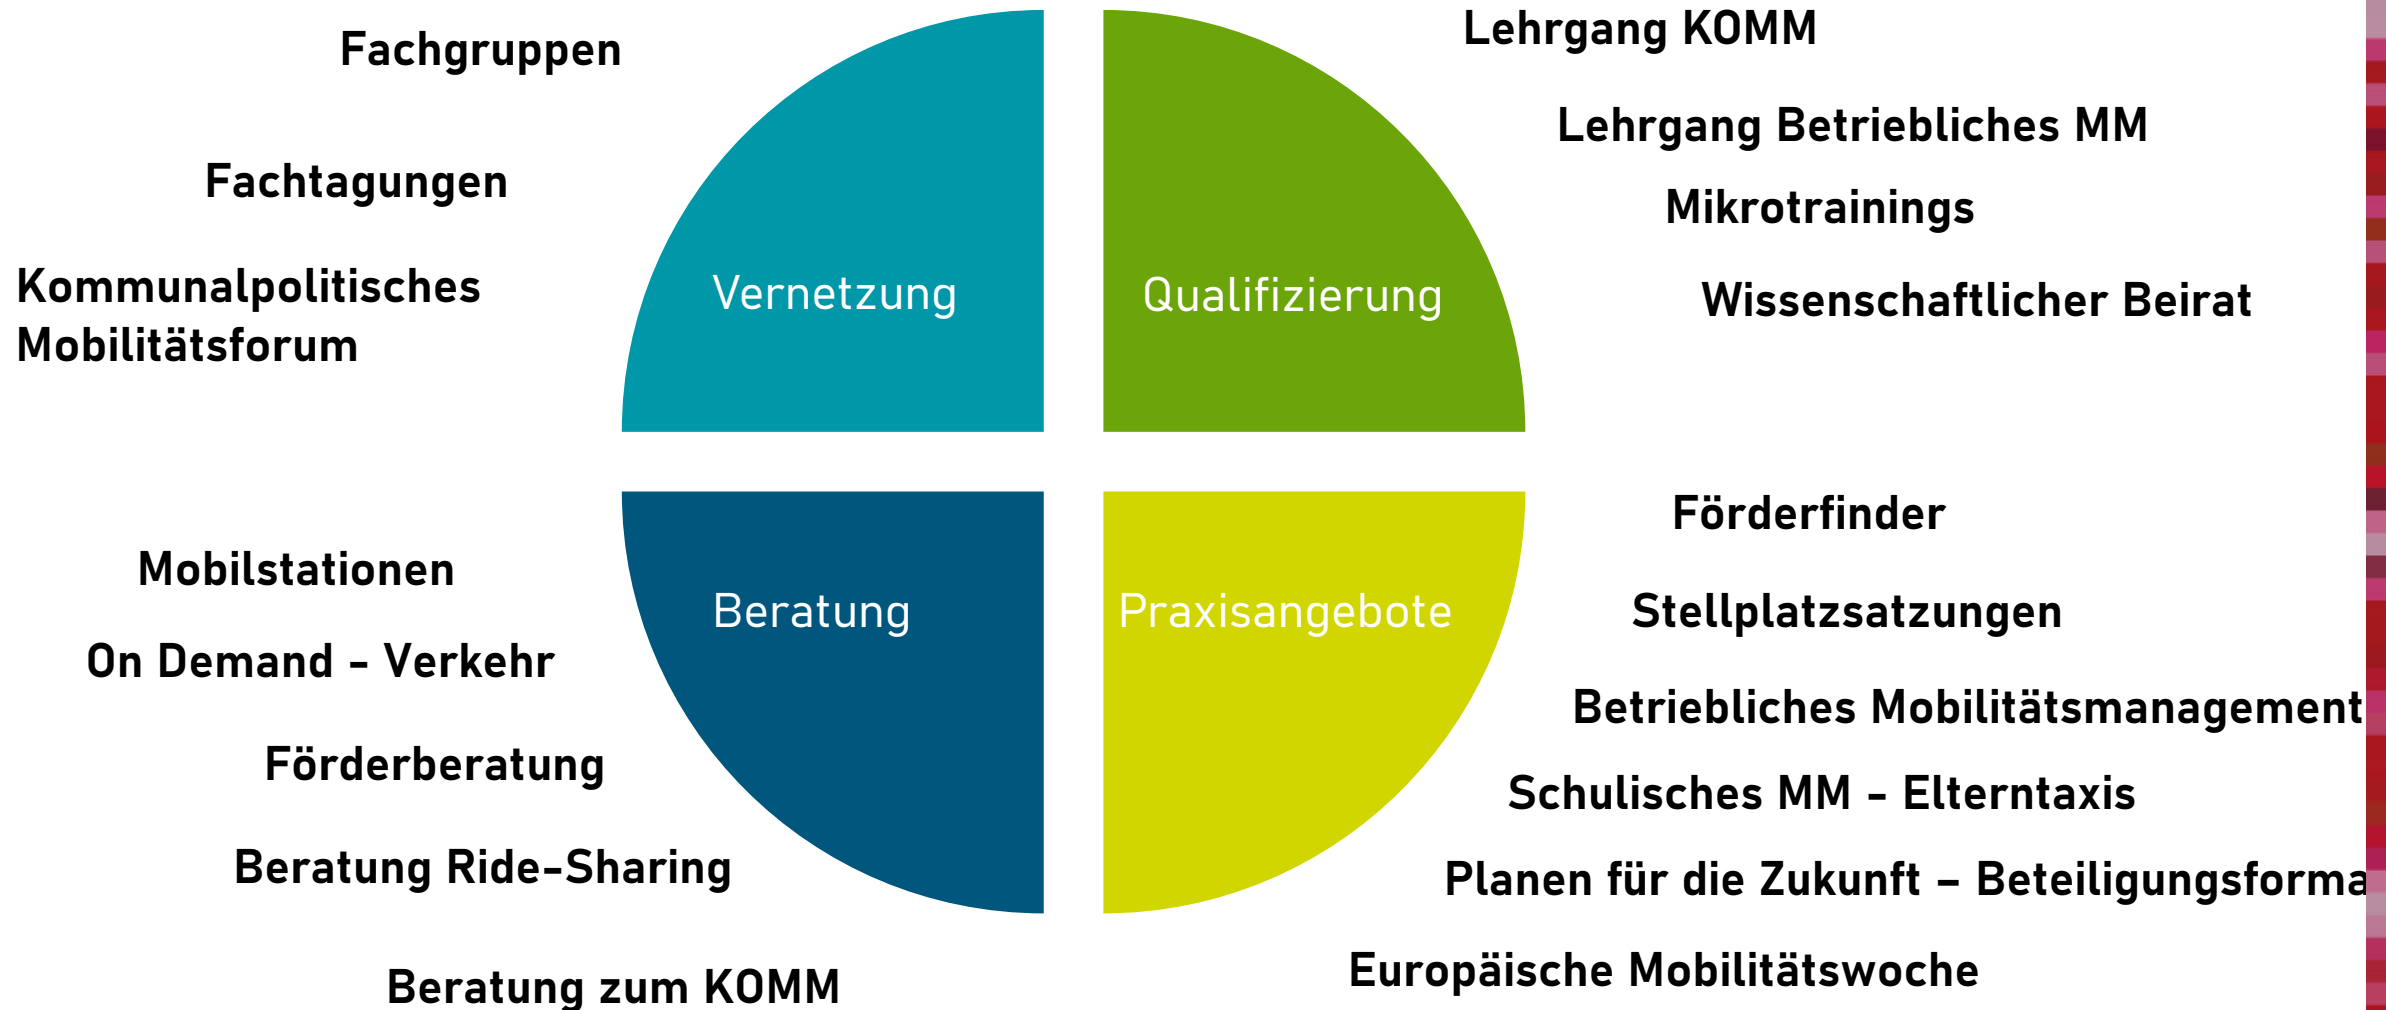 Fachgruppen
Fachtagungen
Kommunalpolitisches
Mobilitätsforum
Vernetzung
Lehrgang KOMM
Lehrgang Betriebliches MM
Mikrotrainings
Wissenschaftlicher Beirat
Qualifizierung
Mobilstationen
On Demand - Verkehr
Förderberatung
Beratung Ride-Sharing
Beratung zum KOMM
Beratung
Praxisangebote
Förderfinder
Stellplatzsatzungen
Betriebliches Mobilitätsmanagement
Schulisches MM - Elterntaxis
Planen für die Zukunft – Beteiligungsforma
Europäische Mobilitätswoche